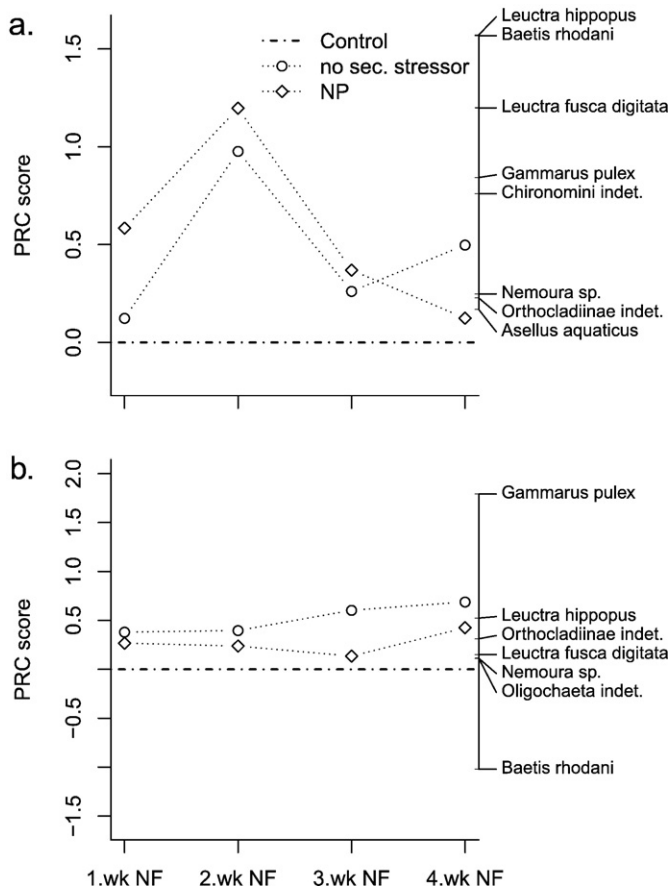 a.
Control
no sec. stressor
NP
PRC score
1.5
1.0
0.5
0.0
Leuctra hippopus
Baetis rhodani
Leuctra fusca digitata
Gammarus pulex
Chironomini indet.
Nemoura sp.
Orthocladiinae indet.
Asellus aquaticus
b.
PRC score
2.0
1.0
0.5
−0.5
−1.5
Gammarus pulex
Leuctra hippopus
Orthocladiinae indet.
Leuctra fusca digitata
Nemoura sp.
Oligochaeta indet.
Baetis rhodani
1.wk NF 2.wk NF 3.wk NF 4.wk NF